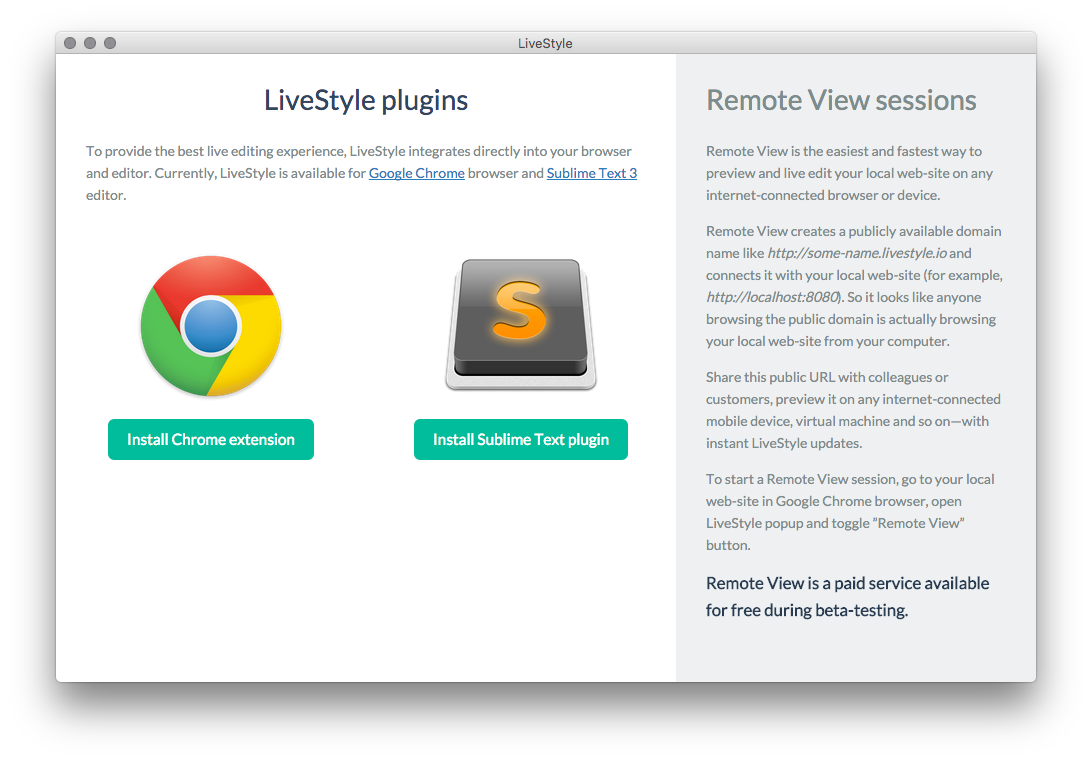 LiveStyle
LiveStyle plugins
To provide the best live editing experience, LiveStyle integrates directly into your browser
and editor. Currently, LiveStyle is available for Google Chrome browser and Sublime Text 3
editor.
S
Install Chrome extension
Install Sublime Text plugin
Remote View sessions
Remote View is the easiest and fastest way to
preview and live edit your local web-site on any
internet-connected browser or device.
Remote View creates a publicly available domain
name like http://some-name.livestyle.io and
connects it with your local web-site (for example,
http://localhost:8080). So it looks like anyone
browsing the public domain is actually browsing
your local web-site from your computer.
Share this public URL with colleagues or
customers, preview it on any internet-connected
mobile device, virtual machine and so on—with
instant LiveStyle updates.
To start a Remote View session, go to your local
web-site in Google Chrome browser, open
LiveStyle popup and toggle ”Remote View”
button.
Remote View is a paid service available
for free during beta-testing.